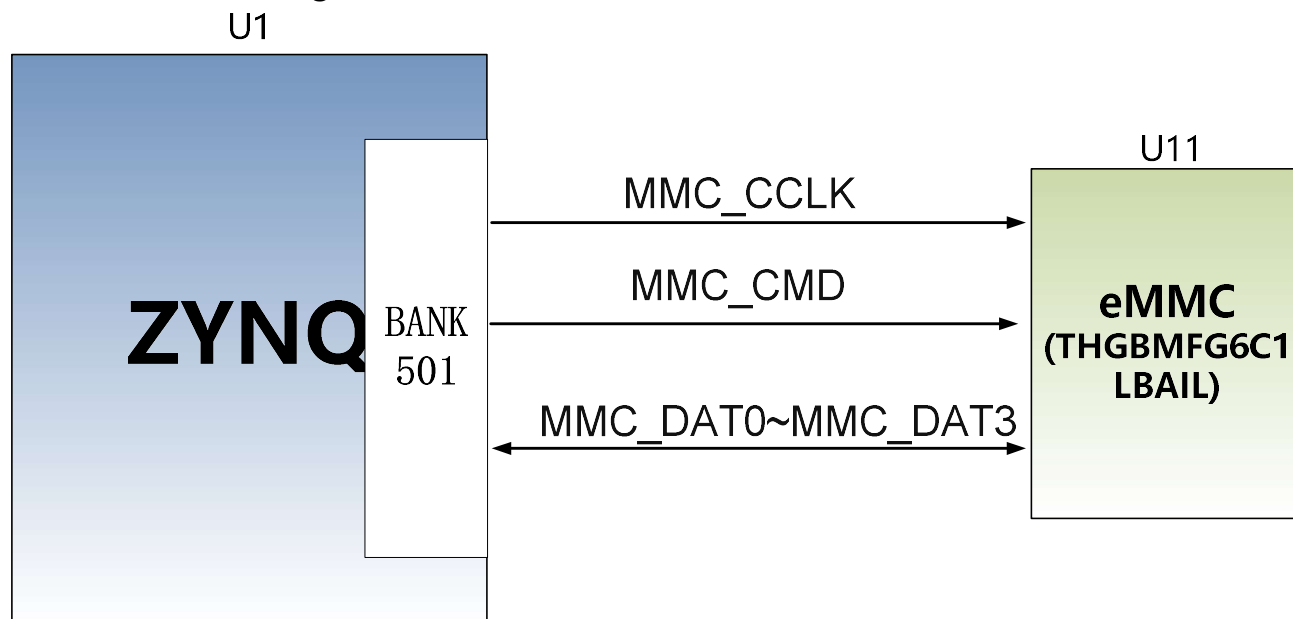 U1
U11
MMC_CCLK
MMC_CMD
ZYNQ
BANK
501
eMMC
(THGBMFG6C1
LBAIL)
MMC_DAT0~MMC_DAT3